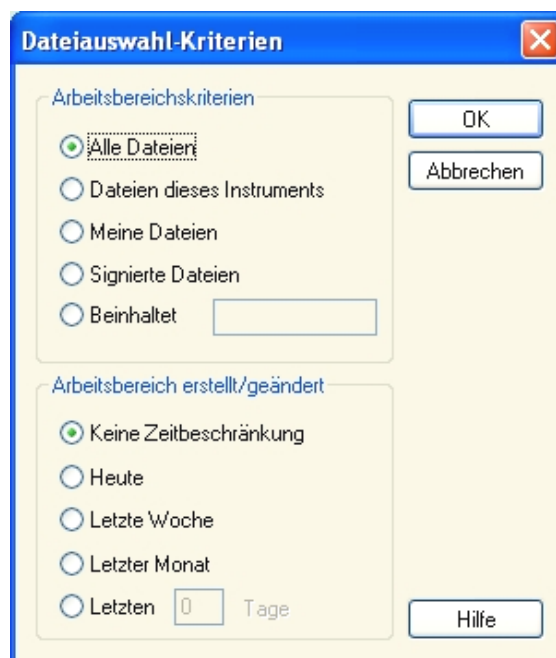 Dateiauswahl-Kriterien
Arbeitsbereichskriterien
Alle Dateien
Dateien dieses Instruments
Meine Dateien
Signierte Dateien
Beinhaltet
OK
Abbrechen
Arbeitsbereich erstellt/geändert
Keine Zeitbeschränkung
Heute
Letzte Woche
Letzter Monat
Letzten 0 Tage
Hilfe